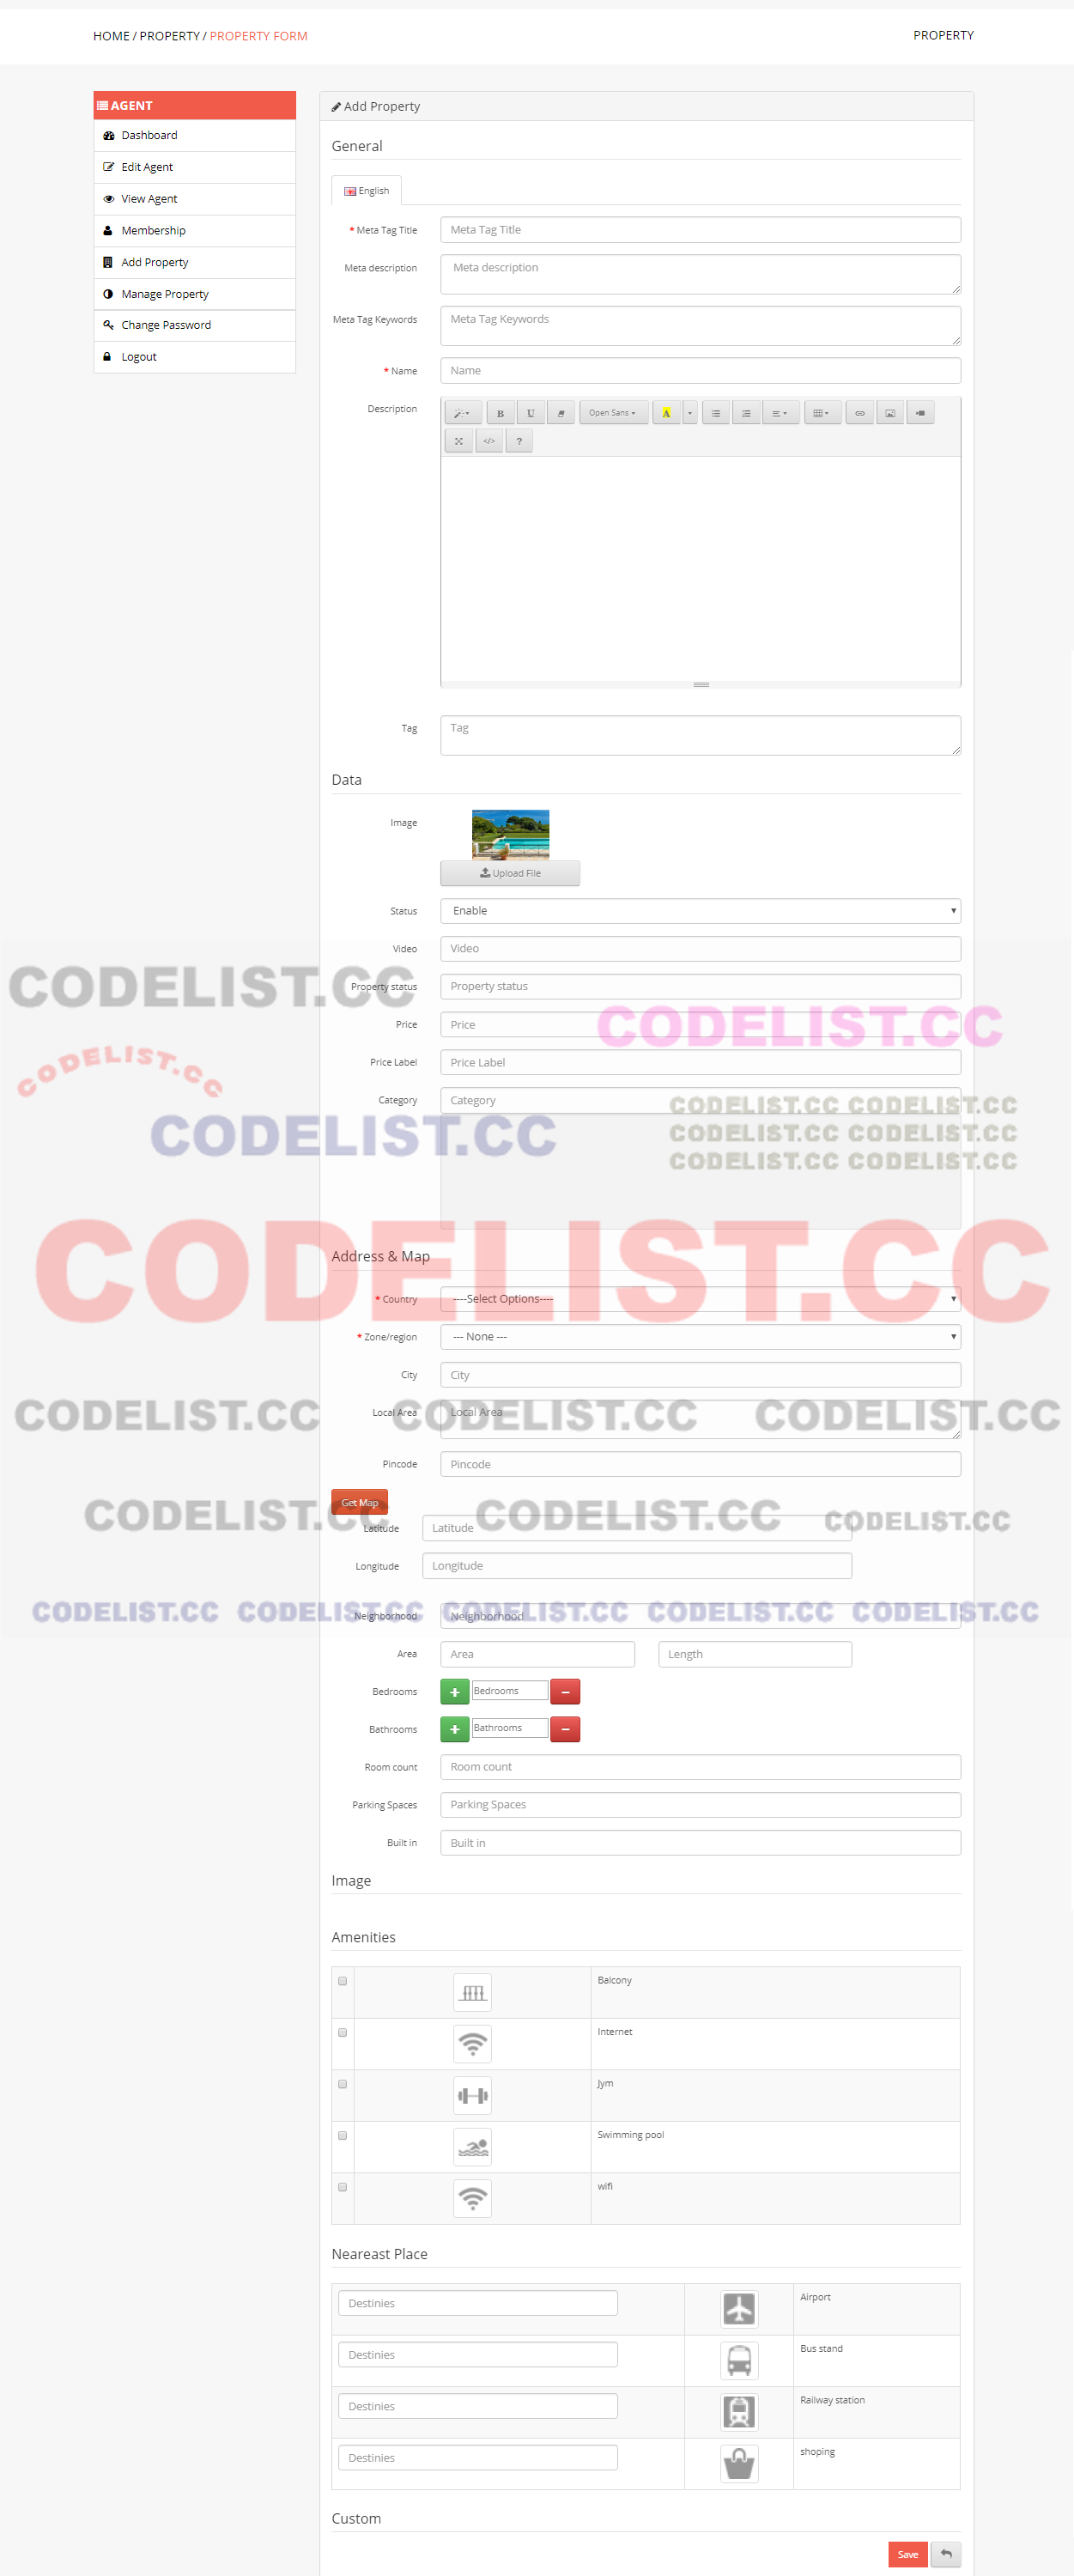 HOME / PROPERTY / PROPERTY FORM
PROPERTY
AGENT
Dashboard
Edit Agent
View Agent
Membership
Add Property
Manage Property
Change Password
Logout
Add Property
General
English
* Meta Tag Title
Meta Tag Title
Meta description
Meta description
Meta Tag Keywords
Meta Tag Keywords
* Name
Name
Description
B U Open Sans A
</> ?
Tag
Tag
Data
Image
Upload File
Status
Enable
Video
Video
CODELIST.CC
Property status
Property status
CODELIST.CC
Price
Price
CODELIST.CC
Price Label
Price Label
Category
Category
CODELIST.CC CODELIST.CC
CODELIST.CC
CODELIST.CC CODELIST.CC
CODELIST.CC CODELIST.CC
CODELIST.CC
Address & Map
* Country
----Select Options----
* Zone/region
--- None ---
City
City
Local Area
Local Area
CODELIST.CC CODELIST.CC CODELIST.CC
Pincode
Pincode
Get Map
CODELIST.CC CODELIST.CC CODELIST.CC
Latitude
Latitude
Longitude
Longitude
CODELIST.CC CODELIST.CC CODELIST.CC CODELIST.CC CODELIST.CC
Neighborhood
Neighborhood
Area
Area
Length
Bedrooms
Bedrooms
Bathrooms
Bathrooms
Room count
Room count
Parking Spaces
Parking Spaces
Built in
Built in
Image
Amenities
Balcony
Internet
Jym
Swimming pool
wifi
Neareast Place
Destinies
Airport
Destinies
Bus stand
Destinies
Railway station
Destinies
shoping
Custom
Save